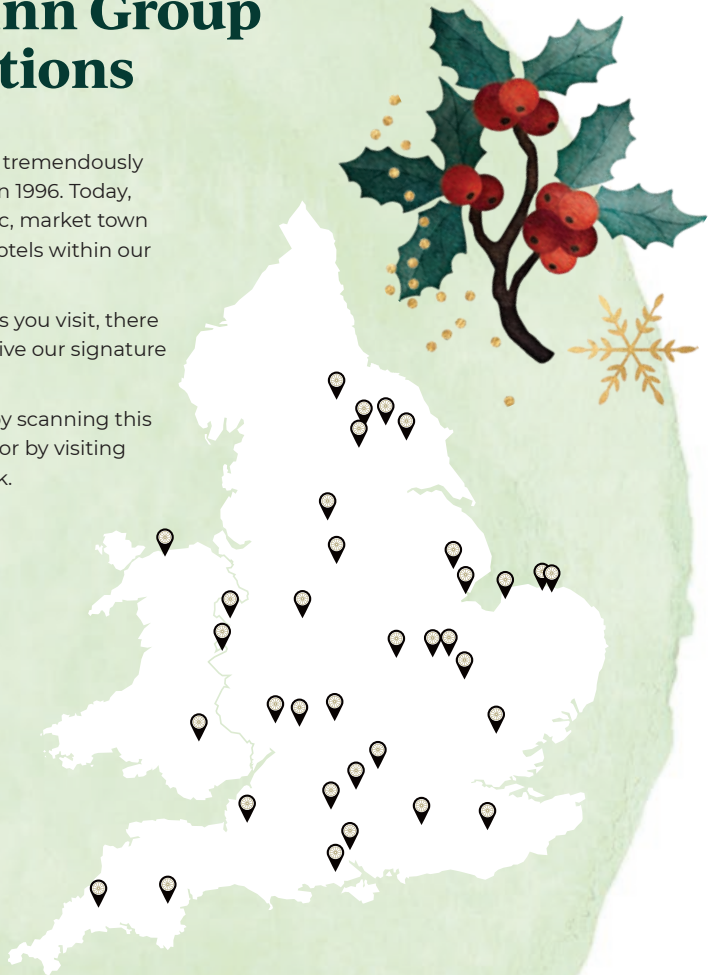 nn Group
tions
tremendously
n 1996. Today,
c, market town
otels within our
s you visit, there
ive our signature
y scanning this
or by visiting
k.